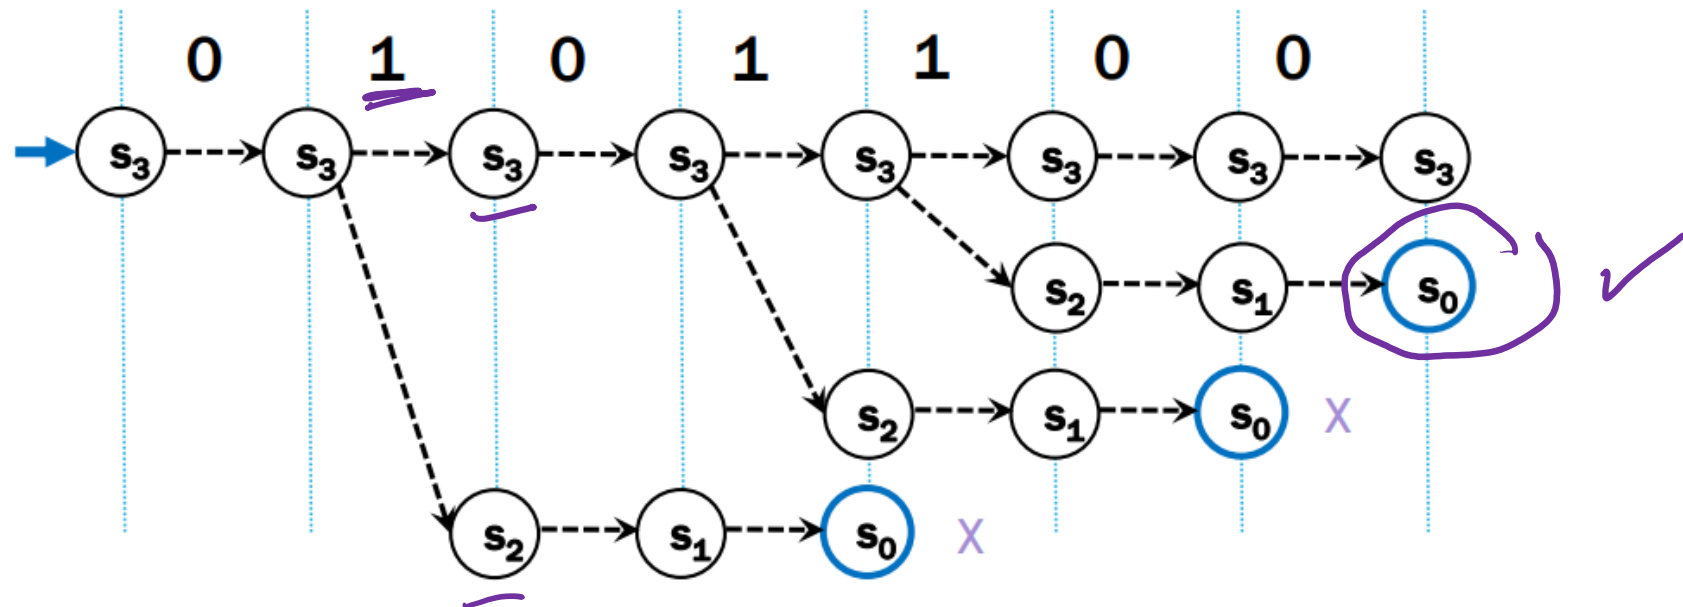 0 1 0 1 1 0 0
s₃ s₃ s₃ s₃ s₃ s₃ s₃ s₃
s₂ s₁ s₀
s₂ s₁ s₀ X
s₂ s₁ s₀ X